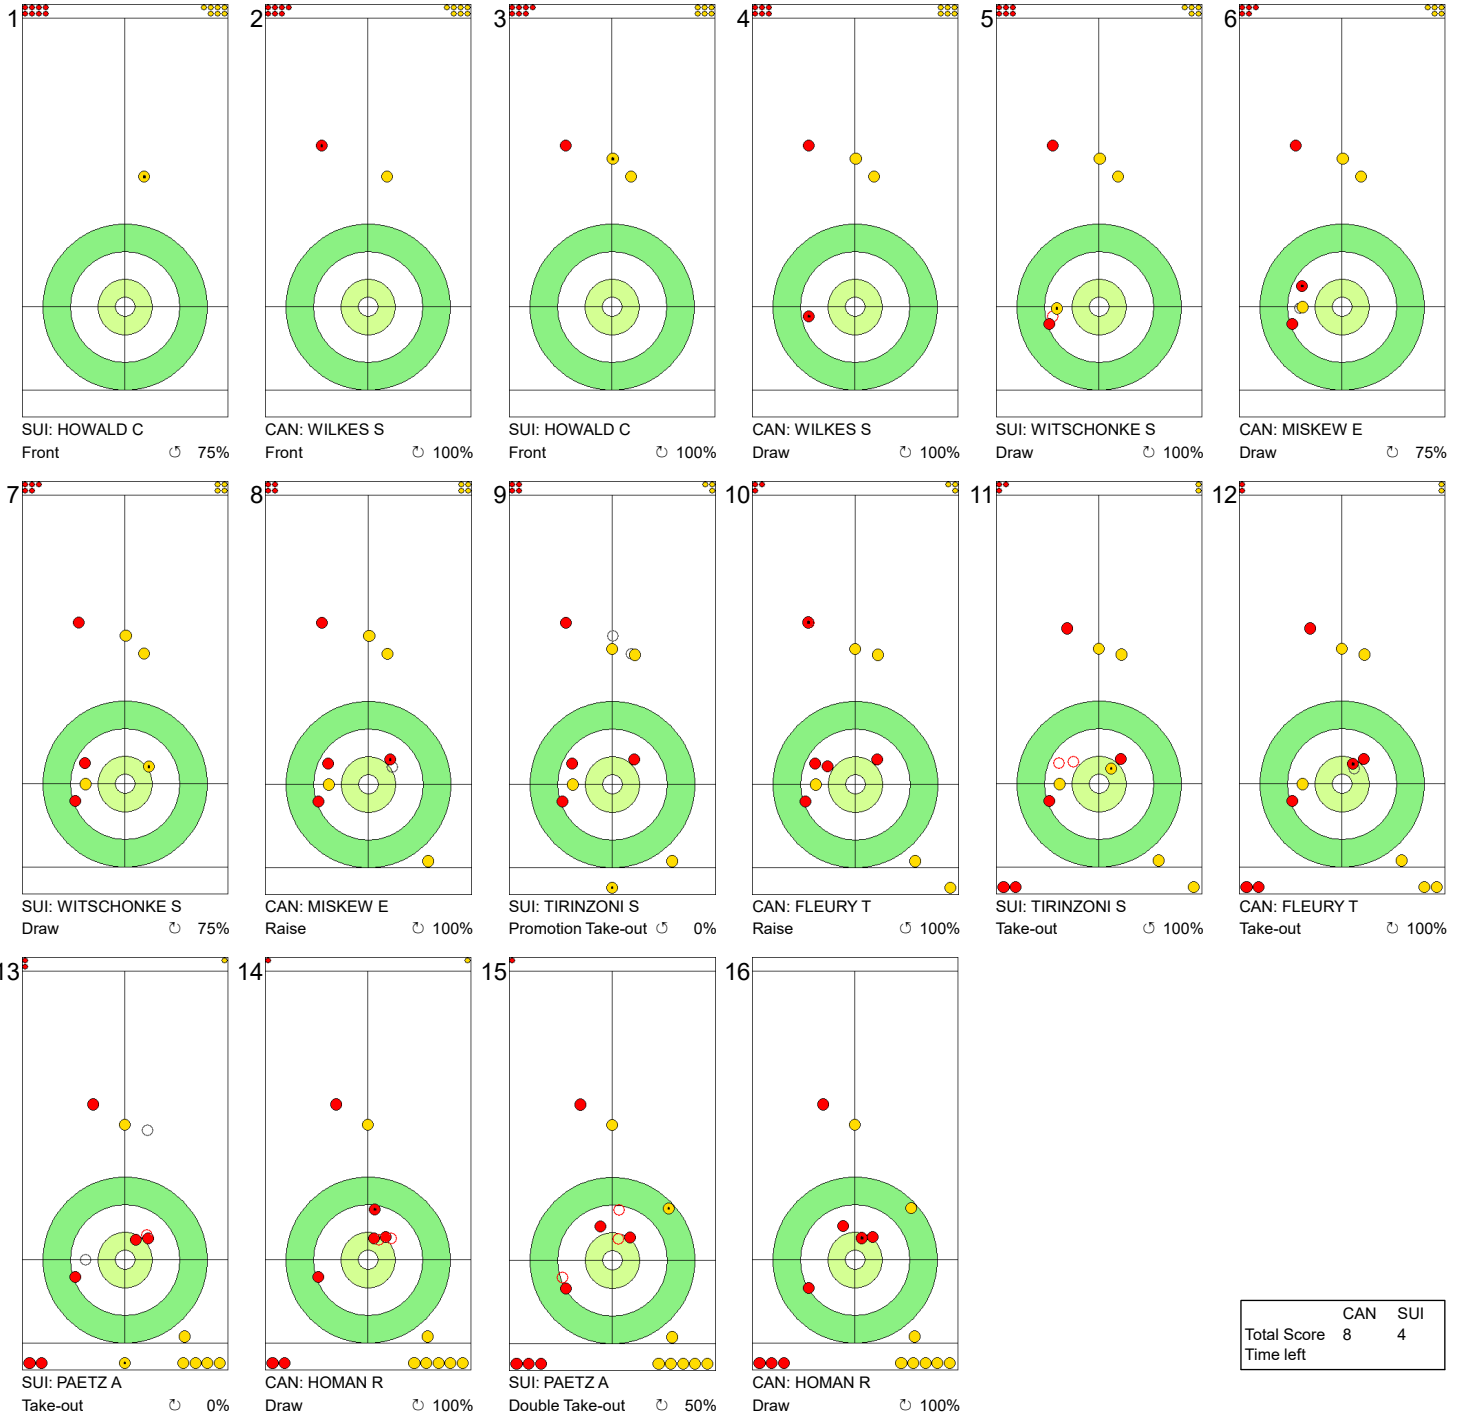 1
SUI: HOWALD C
Front ↺ 75%
2
CAN: WILKES S
Front ↻ 100%
3
SUI: HOWALD C
Front ↻ 100%
4
CAN: WILKES S
Draw ↻ 100%
5
SUI: WITSCHONKE S
Draw ↻ 100%
6
CAN: MISKEW E
Draw ↻ 75%
7
SUI: WITSCHONKE S
Draw ↻ 75%
8
CAN: MISKEW E
Raise ↻ 100%
9
SUI: TIRINZONI S
Promotion Take-out ↺ 0%
10
CAN: FLEURY T
Raise ↺ 100%
11
SUI: TIRINZONI S
Take-out ↺ 100%
12
CAN: FLEURY T
Take-out ↻ 100%
13
SUI: PAETZ A
Take-out ↻ 0%
14
CAN: HOMAN R
Draw ↻ 100%
15
SUI: PAETZ A
Double Take-out ↻ 50%
16
CAN: HOMAN R
Draw ↻ 100%
CAN SUI
Total Score 8 4
Time left